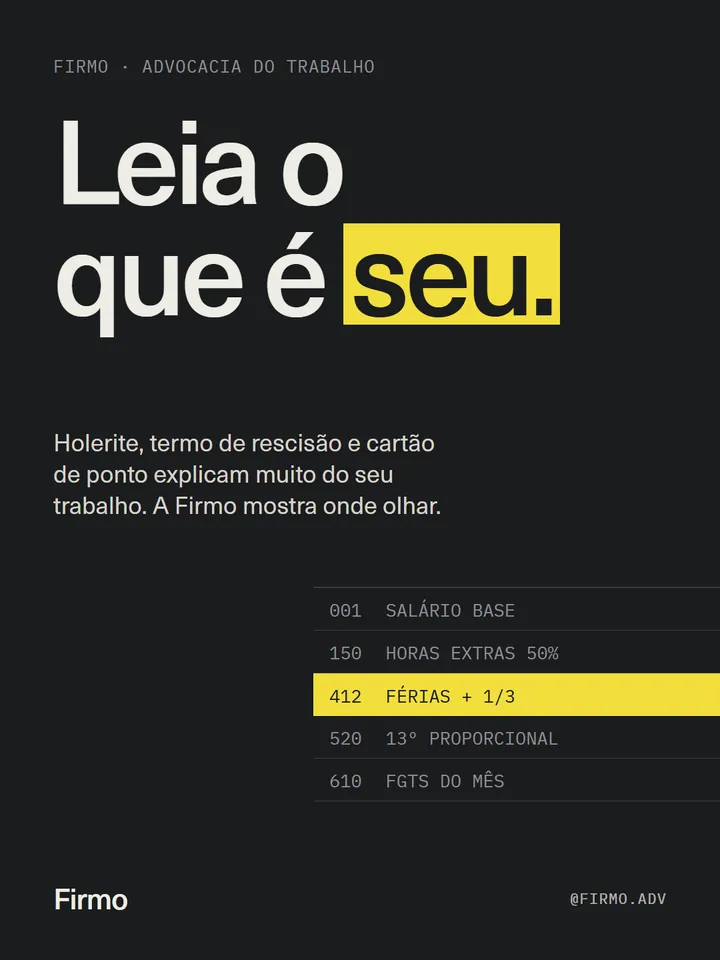 FIRMO · ADVOCACIA DO TRABALHO
Leia o
que é seu.
Holerite, termo de rescisão e cartão
de ponto explicam muito do seu
trabalho. A Firmo mostra onde olhar.
001 SALÁRIO BASE
150 HORAS EXTRAS 50%
412 FÉRIAS + 1/3
520 13º PROPORCIONAL
610 FGTS DO MÊS
Firmo
@FIRMO.ADV